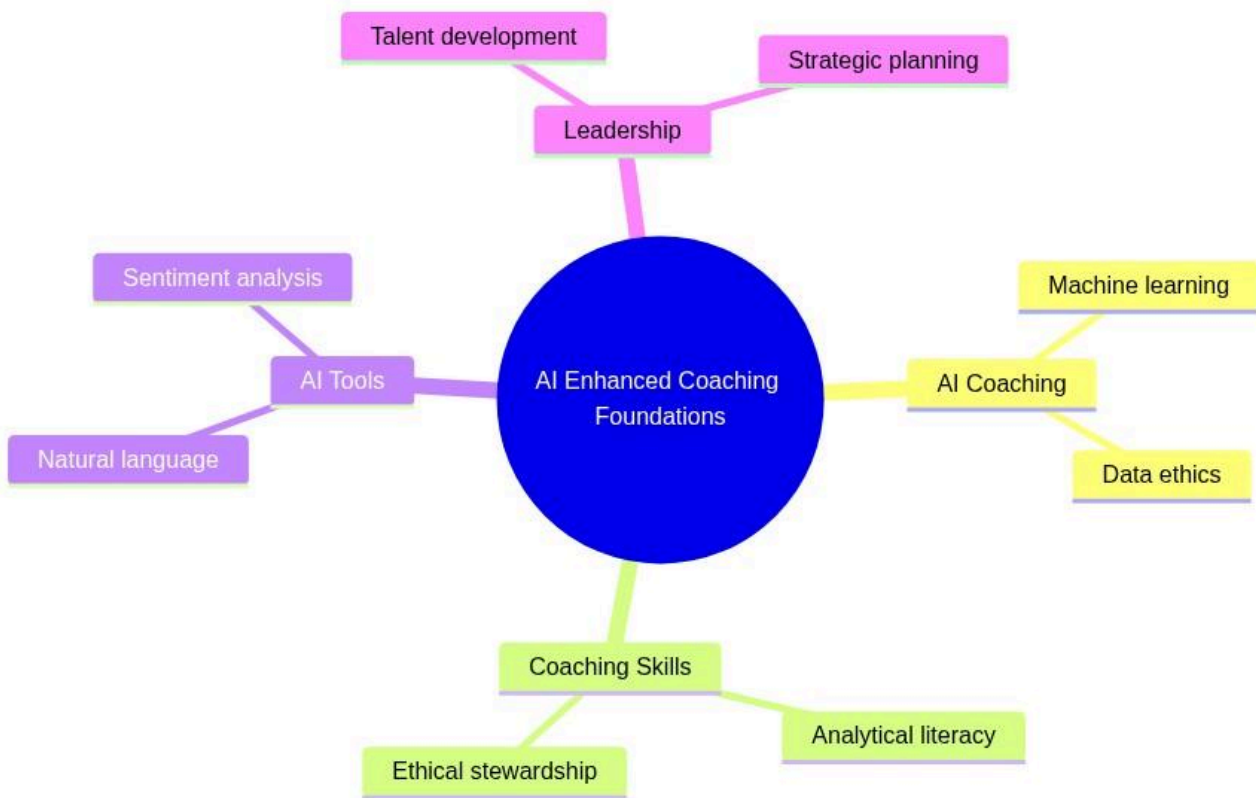 Talent development
Strategic planning
Leadership
Sentiment analysis
Machine learning
AI Tools
AI Enhanced Coaching
Foundations
AI Coaching
Natural language
Data ethics
Coaching Skills
Analytical literacy
Ethical stewardship